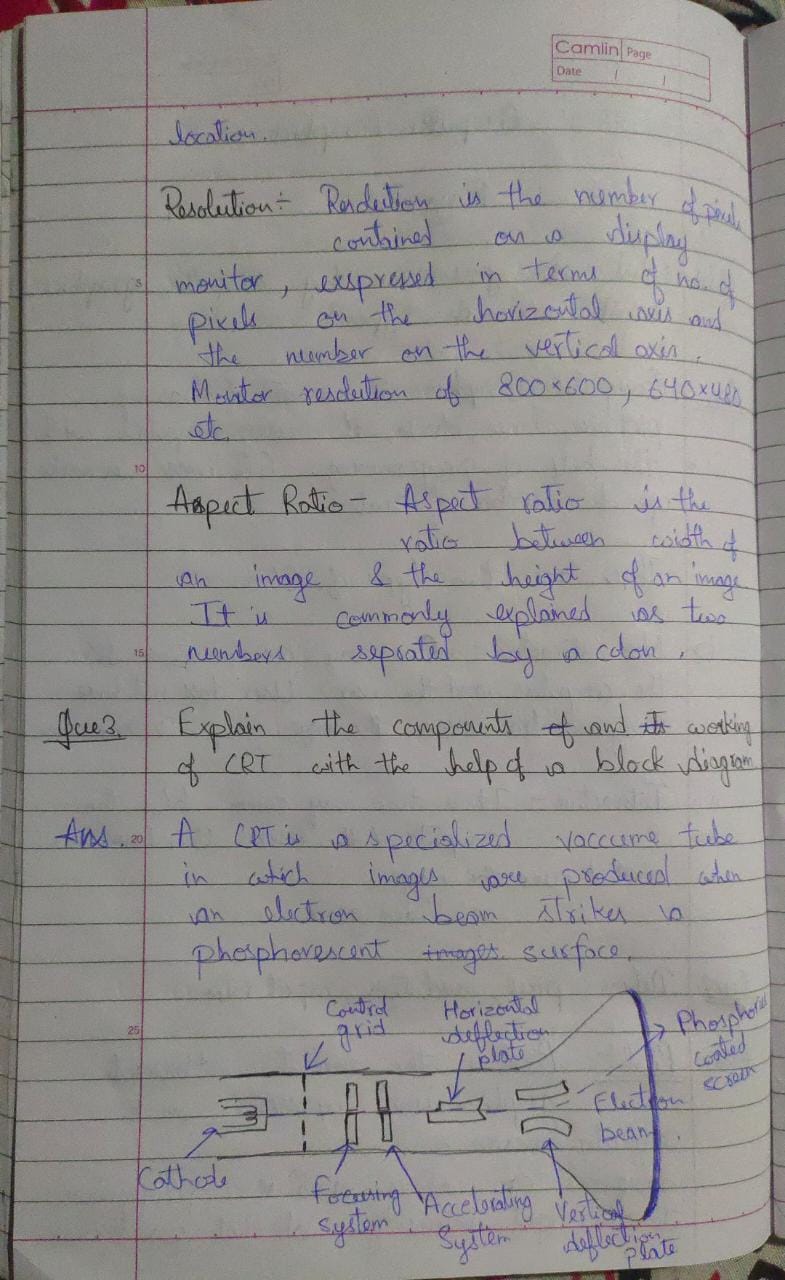 Camlin Page
Date / /
location.
Resolution:- Resolution is the number of pixels
contained on a display
5
monitor, exspressed in terms of no. of
pixels on the horizontal axis and
the number on the vertical axis.
Monitor resolution of 800×600, 640×480
etc.
10
Aspect Ratio - Aspect ratio is the
ratio between width of
an image & the height of an image
It is commonly explained as two
15
numbers seprated by a colon.
Que 3. Explain the components of and its working
of CRT with the help of a block diagram
Ans. 20 A CRT is a specialized vaccume tube
in which images are produced when
an electron beam strikes a
phosphorescent images. surface.
25
Control
grid
Horizontal
deflection
plate
Phosphorus
coated
screen
Electron
beam.
Cathode
Focusing
system
Accelerating
System
Vertical
deflection
plate